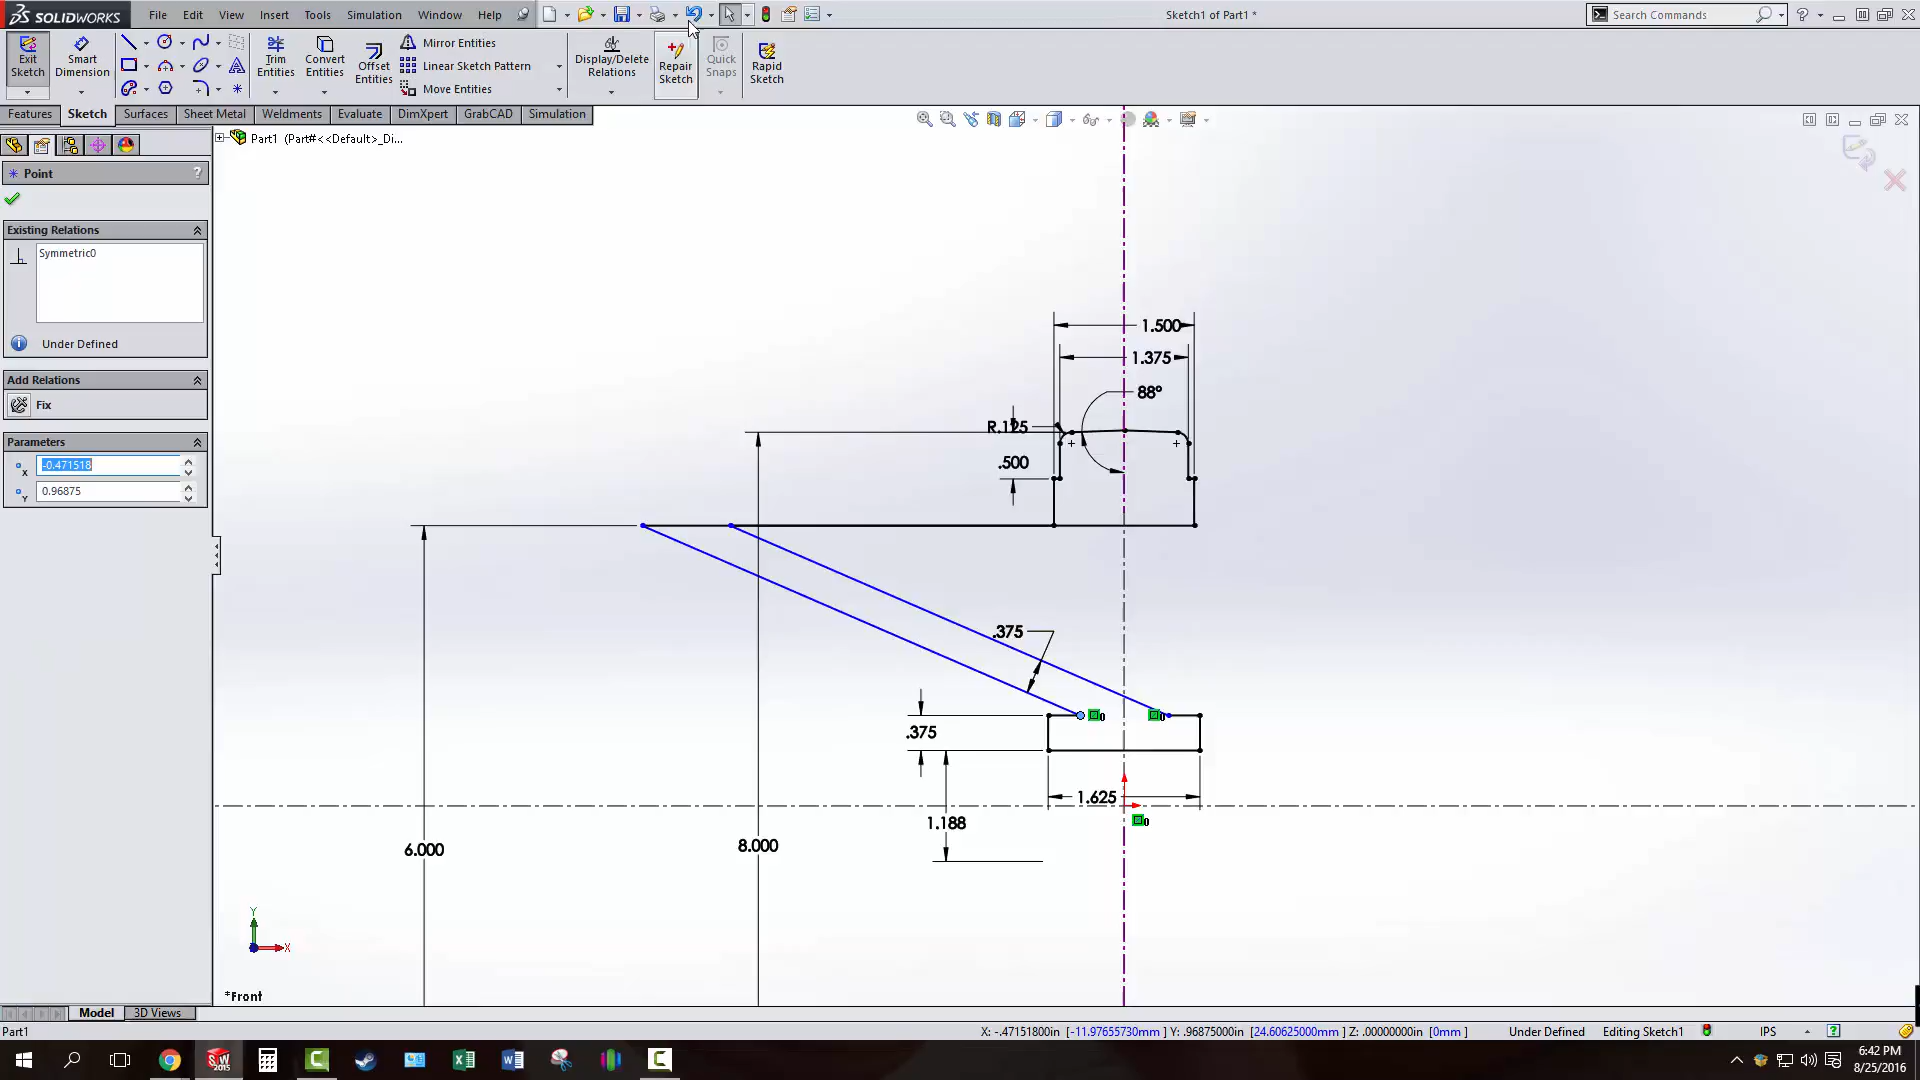 SOLIDWORKS
File Edit View Insert Tools Simulation Window Help
Sketch1 of Part1 *
Search Commands
Exit Sketch
Smart Dimension
Trim Entities
Convert Entities
Offset Entities
Mirror Entities
Linear Sketch Pattern
Move Entities
Display/Delete Relations
Repair Sketch
Quick Snaps
Rapid Sketch
Features Sketch Surfaces Sheet Metal Weldments Evaluate DimXpert GrabCAD Simulation
Part1 (Part#<<Default>_Di...
Point ?
Existing Relations
Symmetric0
Under Defined
Add Relations
Fix
Parameters
x -0.471518
Y 0.96875
1.500
1.375
88°
R.125
.500
.375
.375
1.625
1.188
6.000
8.000
0
0
0
Y
X
*Front
Model 3D Views
Part1
X: -.47151800in [-11.97655730mm ] Y: .96875000in [24.60625000mm ] Z: .00000000in [0mm ] Under Defined Editing Sketch1 IPS
6:42 PM
8/25/2016
SW 2015